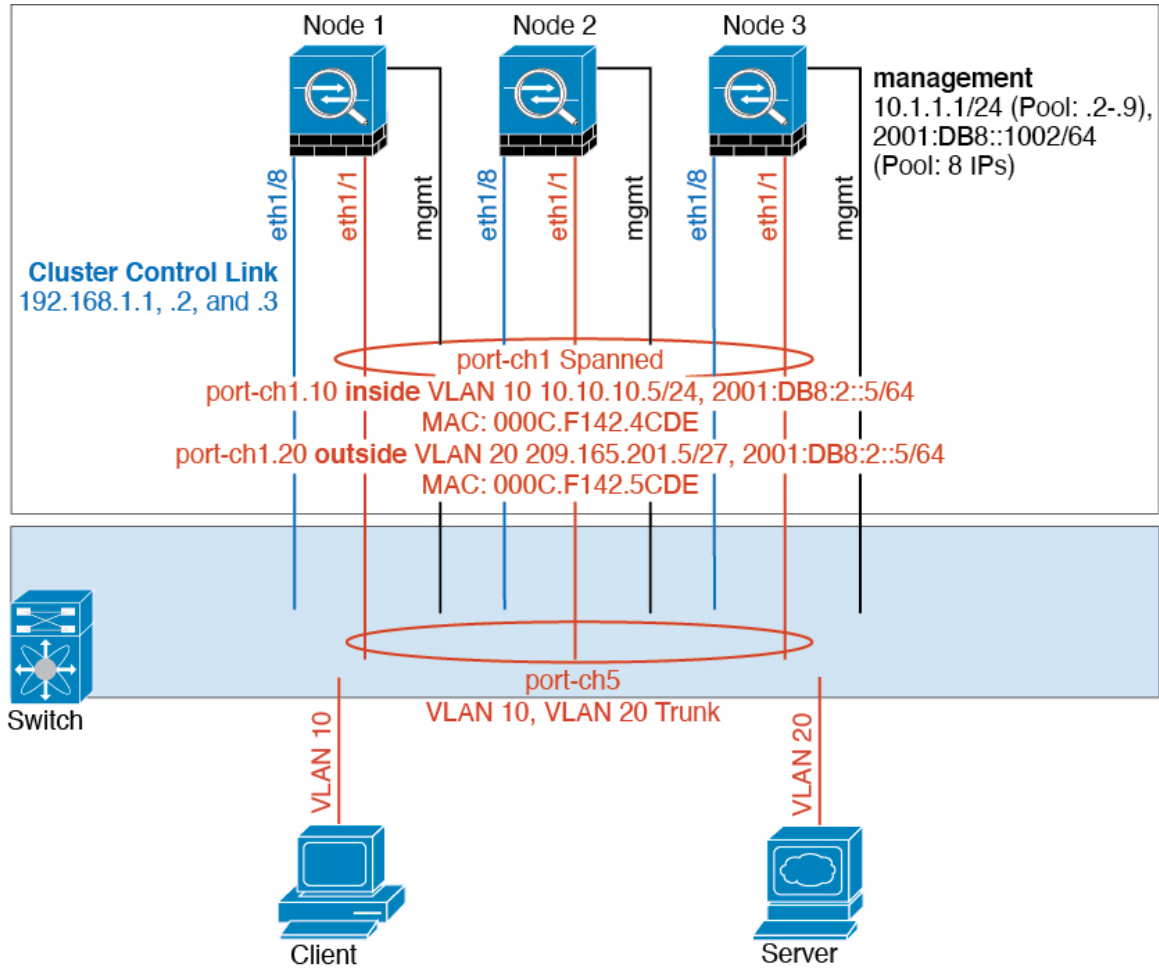 Node 1
Node 2
Node 3
management
10.1.1.1/24 (Pool: .2-.9),
2001:DB8::1002/64
(Pool: 8 IPs)
eth1/8
eth1/1
mgmt
eth1/8
eth1/1
mgmt
eth1/8
eth1/1
mgmt
Cluster Control Link
192.168.1.1, .2, and .3
port-ch1 Spanned
port-ch1.10 inside VLAN 10 10.10.10.5/24, 2001:DB8:2::5/64
MAC: 000C.F142.4CDE
port-ch1.20 outside VLAN 20 209.165.201.5/27, 2001:DB8:2::5/64
MAC: 000C.F142.5CDE
port-ch5
VLAN 10, VLAN 20 Trunk
Switch
VLAN 10
VLAN 20
Client
Server